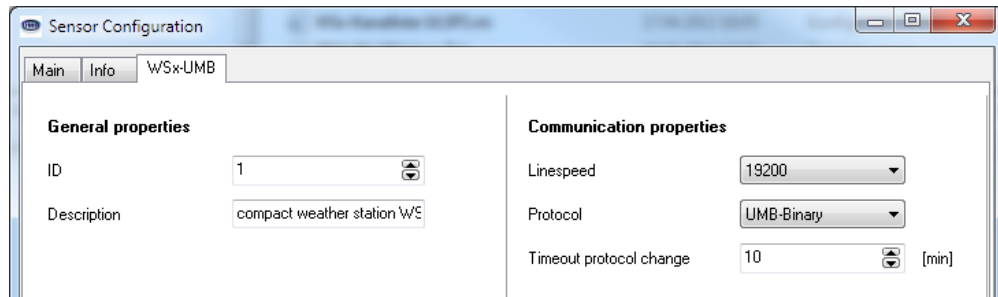 Sensor Configuration
Main Info WSx-UMB
General properties
ID 1
Description compact weather station WS
Communication properties
Linespeed 19200
Protocol UMB-Binary
Timeout protocol change 10 [min]